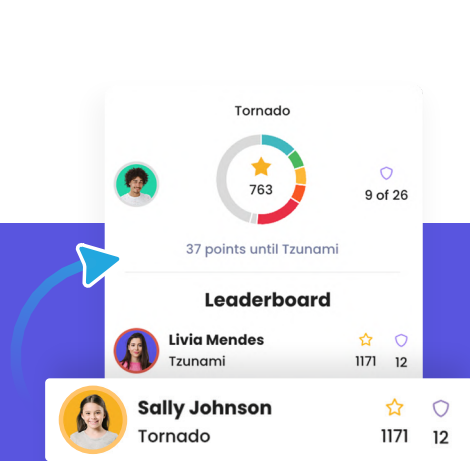 Tornado
763
9 of 26
37 points until Tzunami
Leaderboard
Livia Mendes
Tzunami
1171 12
Sally Johnson
Tornado
1171 12